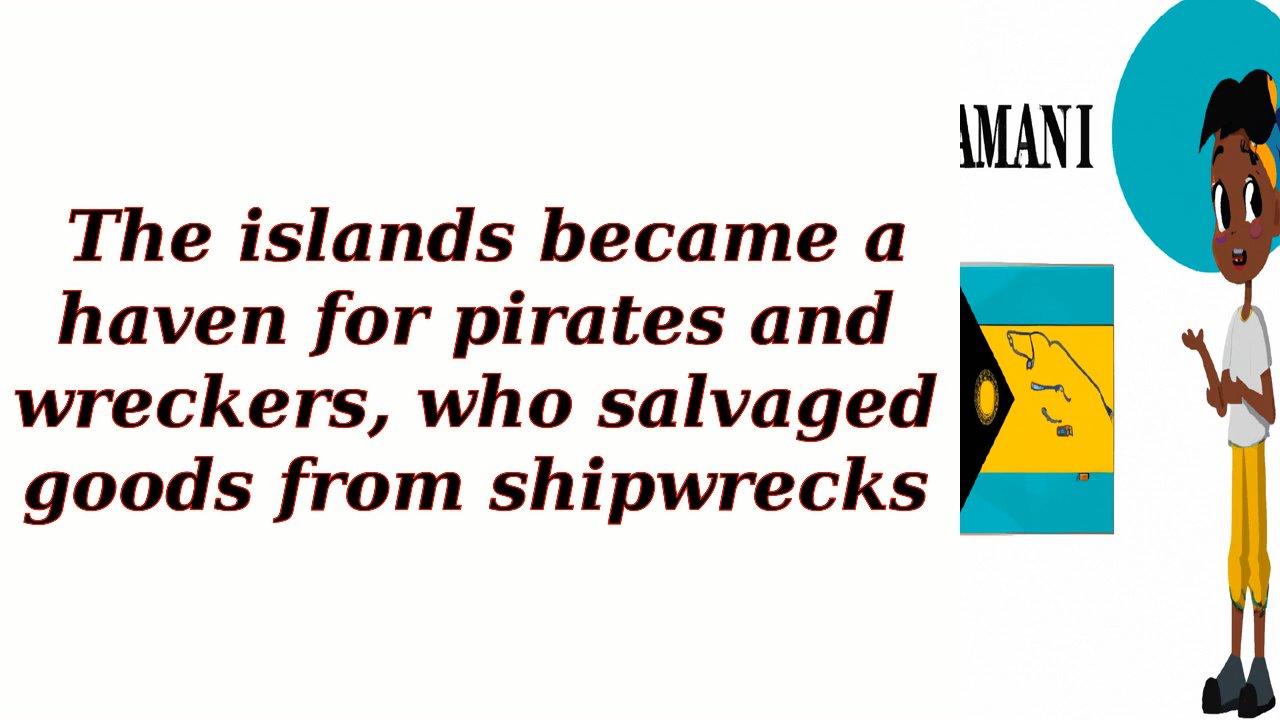 The islands became a
haven for pirates and
wreckers, who salvaged
goods from shipwrecks
AMANI